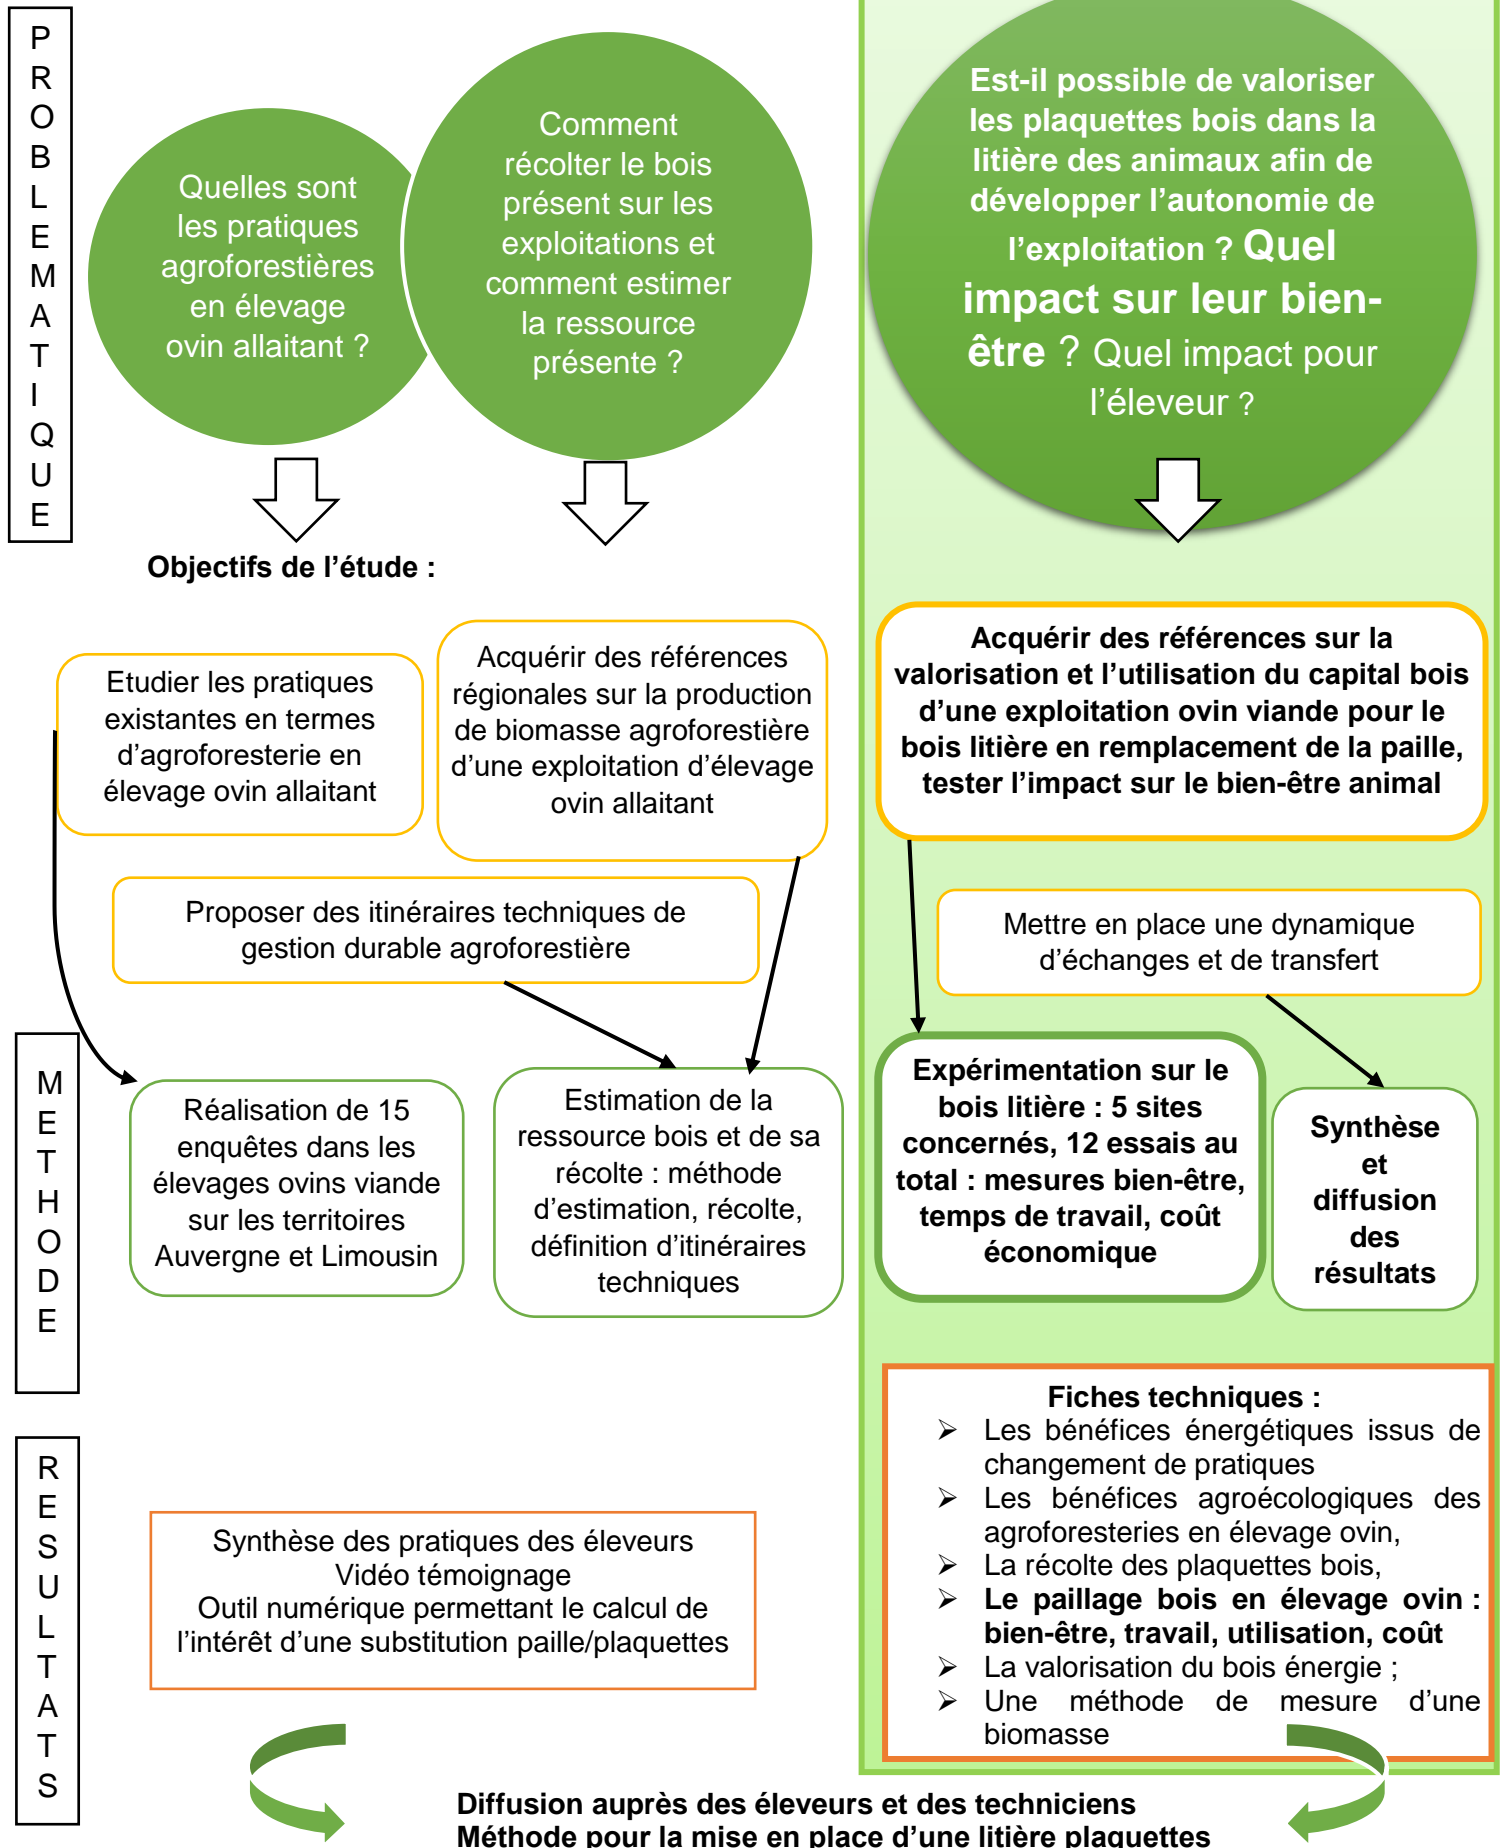 PROBLEMATIQUE
Quelles sont
les pratiques
agroforestières
en élevage
ovin allaitant ?
Comment
récolter le bois
présent sur les
exploitations et
comment estimer
la ressource
présente ?
Est-il possible de valoriser
les plaquettes bois dans la
litière des animaux afin de
développer l’autonomie de
l’exploitation ? Quel
impact sur leur bien-
être ? Quel impact pour
l’éleveur ?
Objectifs de l’étude :
Etudier les pratiques
existantes en termes
d’agroforesterie en
élevage ovin allaitant
Acquérir des références
régionales sur la production
de biomasse agroforestière
d’une exploitation d’élevage
ovin allaitant
Acquérir des références sur la
valorisation et l’utilisation du capital bois
d’une exploitation ovin viande pour le
bois litière en remplacement de la paille,
tester l’impact sur le bien-être animal
Proposer des itinéraires techniques de
gestion durable agroforestière
Mettre en place une dynamique
d’échanges et de transfert
METHODE
Réalisation de 15
enquêtes dans les
élevages ovins viande
sur les territoires
Auvergne et Limousin
Estimation de la
ressource bois et de sa
récolte : méthode
d’estimation, récolte,
définition d’itinéraires
techniques
Expérimentation sur le
bois litière : 5 sites
concernés, 12 essais au
total : mesures bien-être,
temps de travail, coût
économique
Synthèse
et
diffusion
des
résultats
RESULTATS
Synthèse des pratiques des éleveurs
Vidéo témoignage
Outil numérique permettant le calcul de
l’intérêt d’une substitution paille/plaquettes
Fiches techniques :
➢ Les bénéfices énergétiques issus de
changement de pratiques
➢ Les bénéfices agroécologiques des
agroforesteries en élevage ovin,
➢ La récolte des plaquettes bois,
➢ Le paillage bois en élevage ovin :
bien-être, travail, utilisation, coût
➢ La valorisation du bois énergie ;
➢ Une méthode de mesure d’une
biomasse
Diffusion auprès des éleveurs et des techniciens
Méthode pour la mise en place d’une litière plaquettes